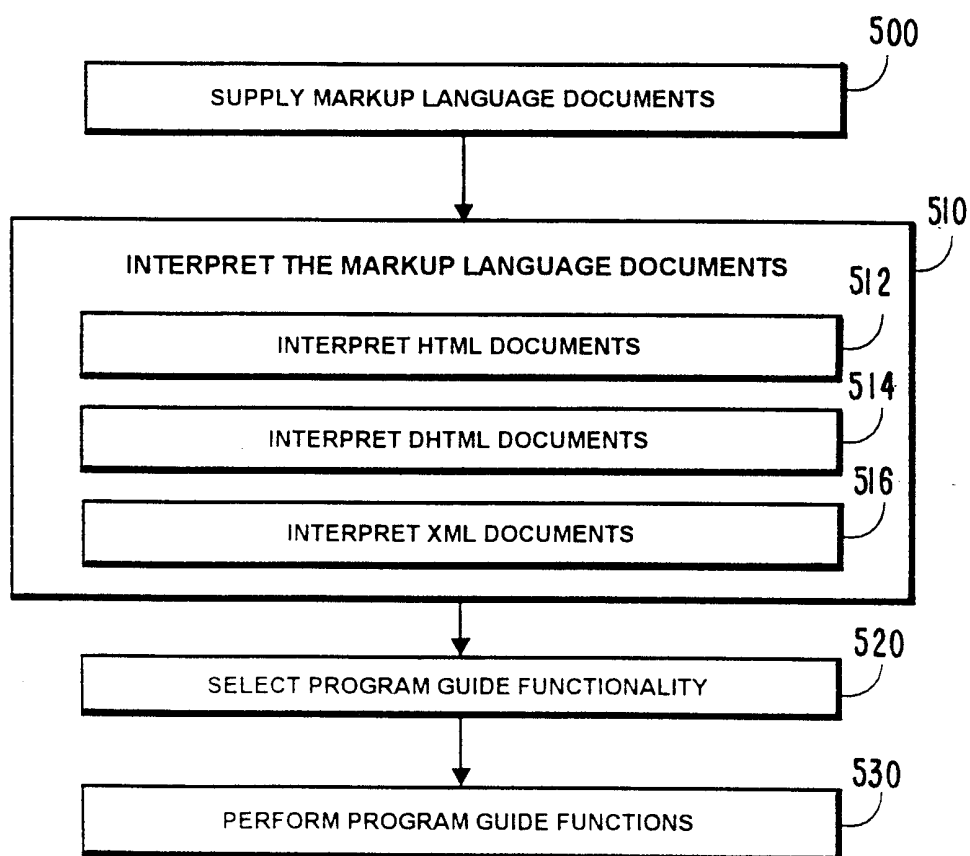 500
SUPPLY MARKUP LANGUAGE DOCUMENTS
510
INTERPRET THE MARKUP LANGUAGE DOCUMENTS
512
INTERPRET HTML DOCUMENTS
514
INTERPRET DHTML DOCUMENTS
516
INTERPRET XML DOCUMENTS
520
SELECT PROGRAM GUIDE FUNCTIONALITY
530
PERFORM PROGRAM GUIDE FUNCTIONS